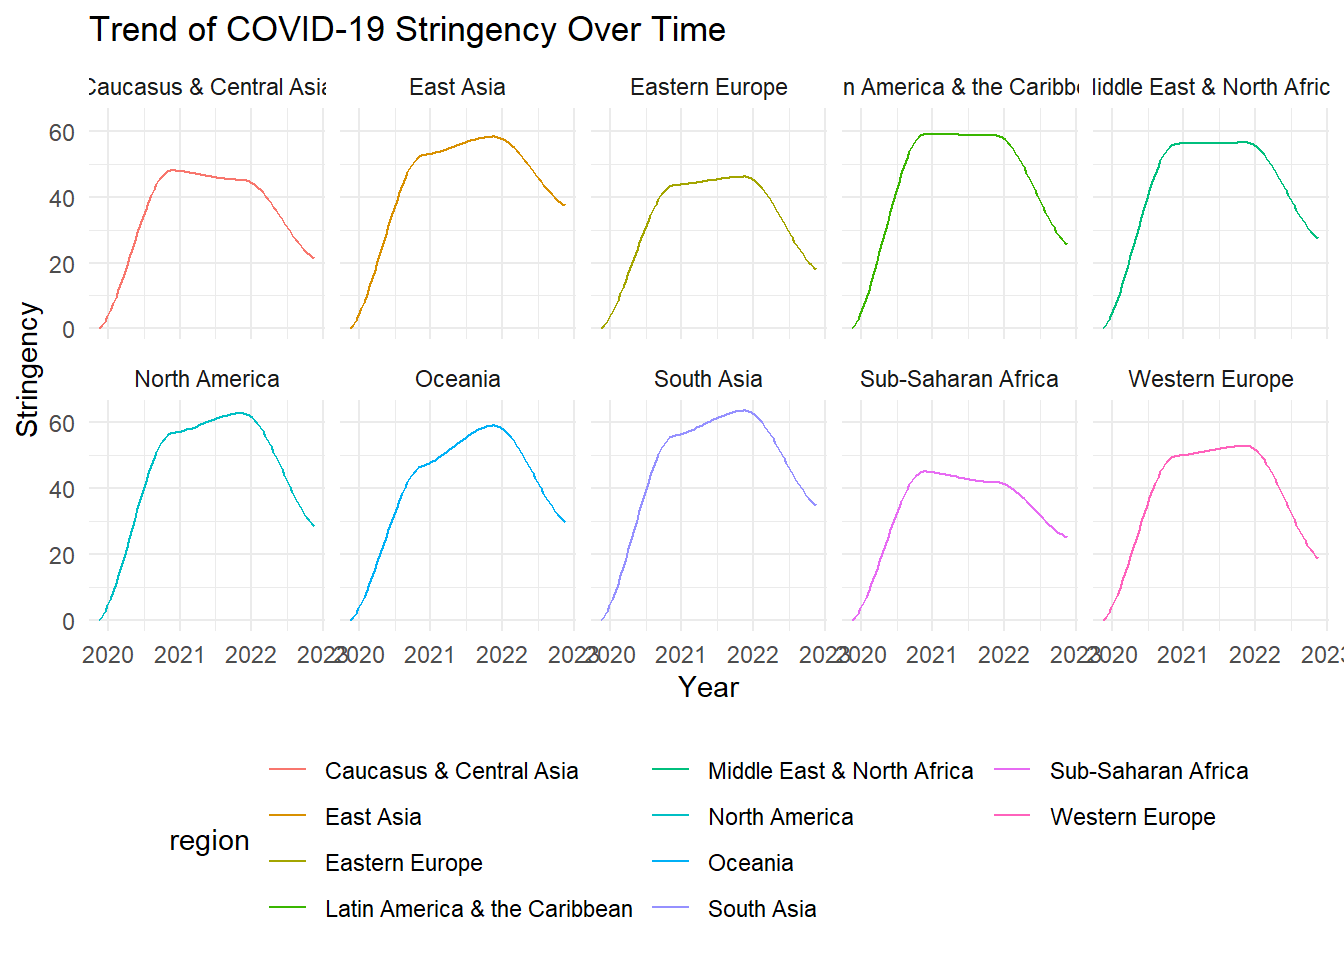 Trend of COVID-19 Stringency Over Time
Caucasus & Central Asia East Asia Eastern Europe n America & the Caribbe iddle East & North Afric
60
40
20
0
Stringency
North America Oceania South Asia Sub-Saharan Africa Western Europe
60
40
20
0
2020 2021 2022 2023 2020 2021 2022 2023 2020 2021 2022 2023 2020 2021 2022 2023 2020 2021 2022 2023
Year
region
Caucasus & Central Asia Middle East & North Africa Sub-Saharan Africa
East Asia North America Western Europe
Eastern Europe Oceania
Latin America & the Caribbean South Asia